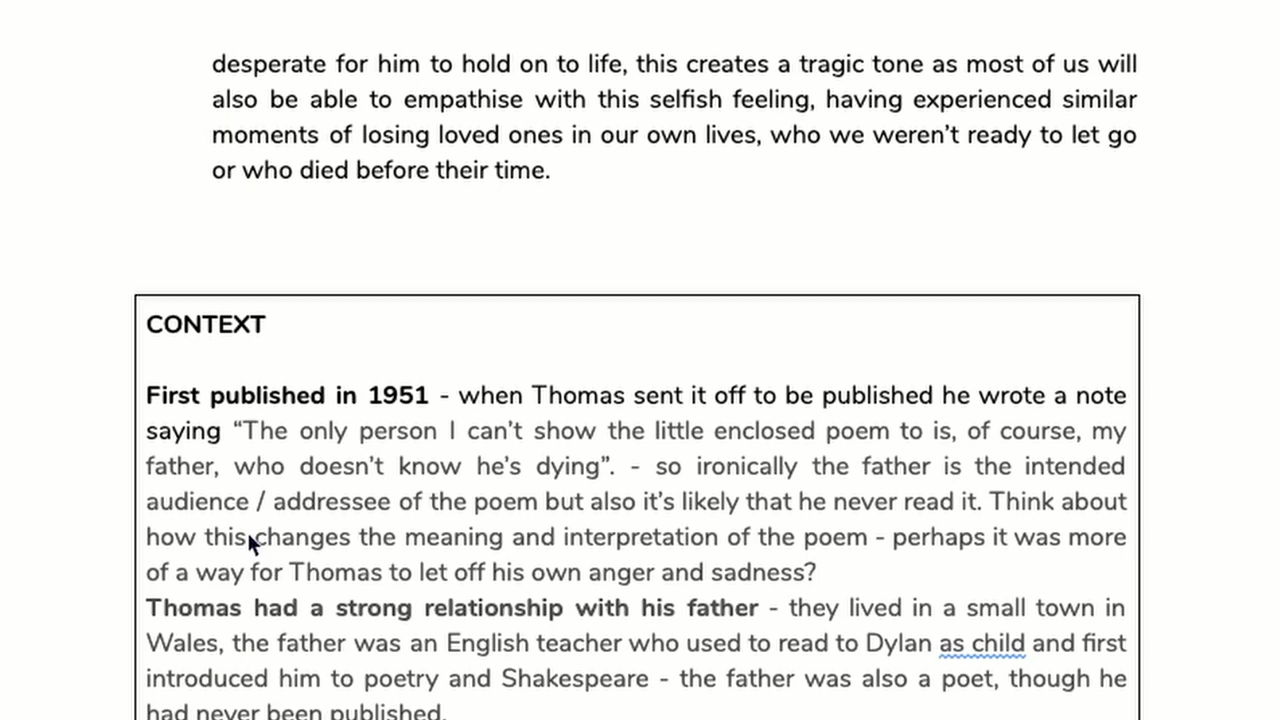 desperate for him to hold on to life, this creates a tragic tone as most of us will
also be able to empathise with this selfish feeling, having experienced similar
moments of losing loved ones in our own lives, who we weren’t ready to let go
or who died before their time.
CONTEXT
First published in 1951 - when Thomas sent it off to be published he wrote a note
saying “The only person I can’t show the little enclosed poem to is, of course, my
father, who doesn’t know he’s dying”. - so ironically the father is the intended
audience / addressee of the poem but also it’s likely that he never read it. Think about
how this changes the meaning and interpretation of the poem - perhaps it was more
of a way for Thomas to let off his own anger and sadness?
Thomas had a strong relationship with his father - they lived in a small town in
Wales, the father was an English teacher who used to read to Dylan as child and first
introduced him to poetry and Shakespeare - the father was also a poet, though he
had never been published.